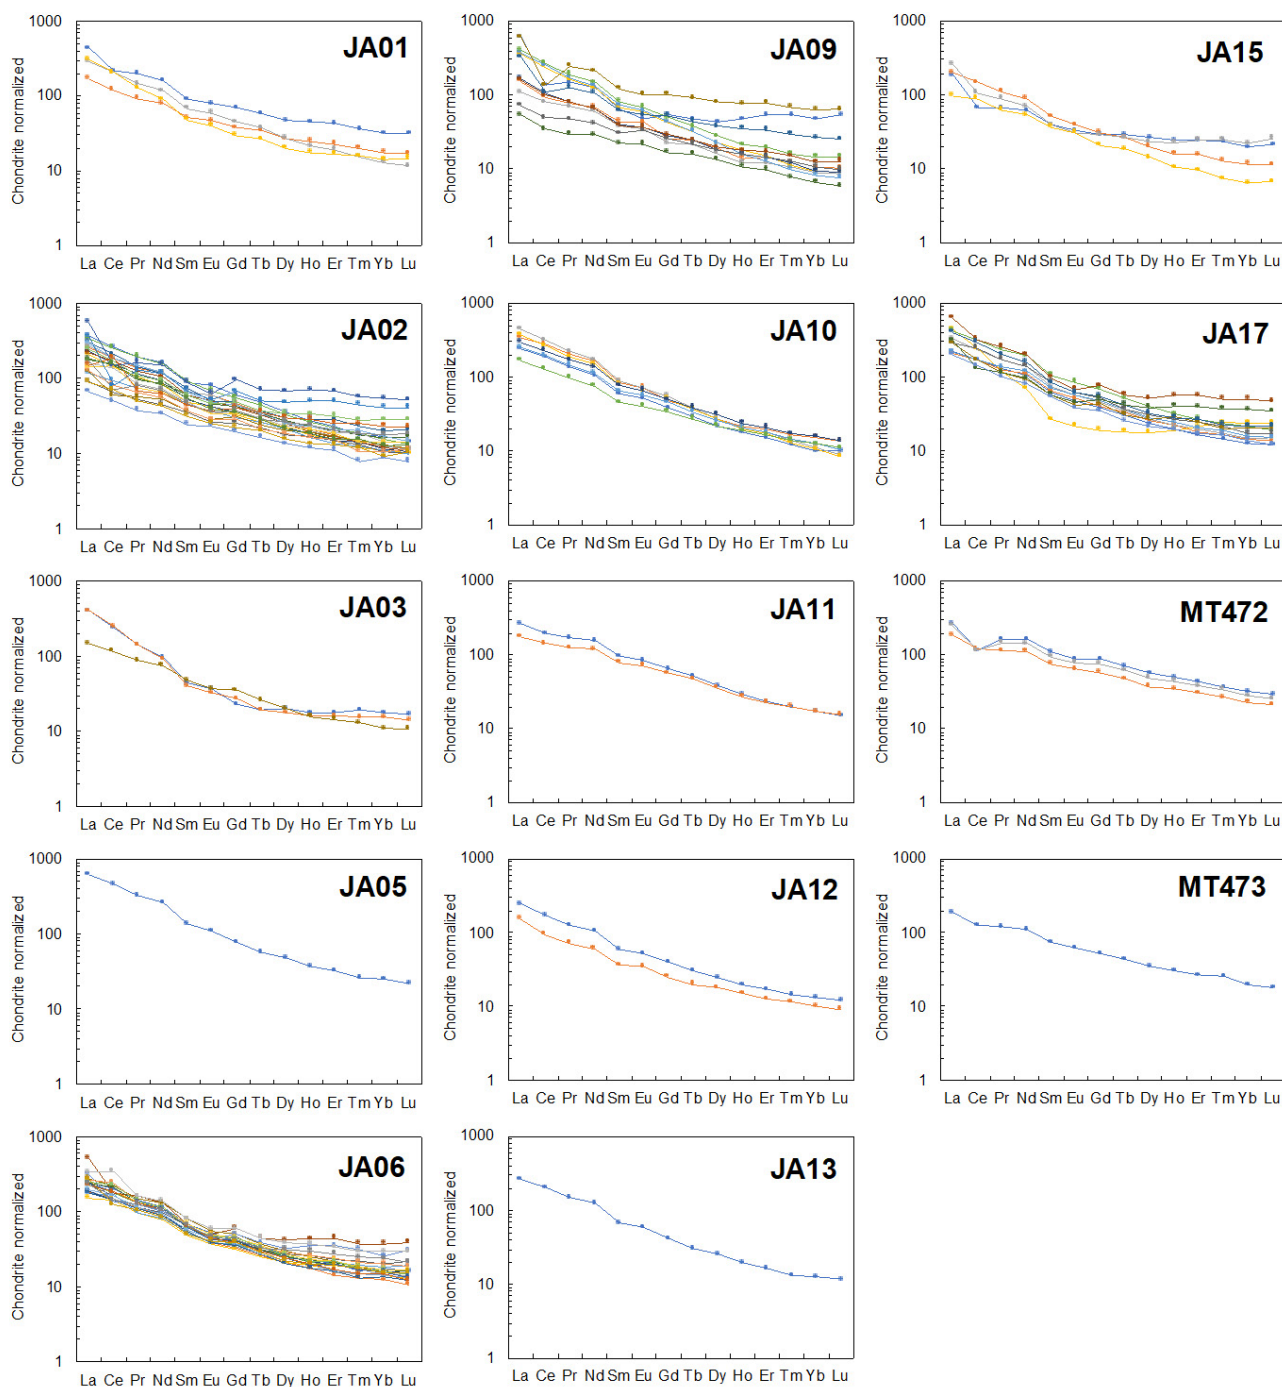 1000
100
10
1
Chondrite normalized
JA01
La Ce Pr Nd Sm Eu Gd Tb Dy Ho Er Tm Yb Lu
1000
100
10
1
Chondrite normalized
JA09
La Ce Pr Nd Sm Eu Gd Tb Dy Ho Er Tm Yb Lu
1000
100
10
1
Chondrite normalized
JA15
La Ce Pr Nd Sm Eu Gd Tb Dy Ho Er Tm Yb Lu
1000
100
10
1
Chondrite normalized
JA02
La Ce Pr Nd Sm Eu Gd Tb Dy Ho Er Tm Yb Lu
1000
100
10
1
Chondrite normalized
JA10
La Ce Pr Nd Sm Eu Gd Tb Dy Ho Er Tm Yb Lu
1000
100
10
1
Chondrite normalized
JA17
La Ce Pr Nd Sm Eu Gd Tb Dy Ho Er Tm Yb Lu
1000
100
10
1
Chondrite normalized
JA03
La Ce Pr Nd Sm Eu Gd Tb Dy Ho Er Tm Yb Lu
1000
100
10
1
Chondrite normalized
JA11
La Ce Pr Nd Sm Eu Gd Tb Dy Ho Er Tm Yb Lu
1000
100
10
1
Chondrite normalized
MT472
La Ce Pr Nd Sm Eu Gd Tb Dy Ho Er Tm Yb Lu
1000
100
10
1
Chondrite normalized
JA05
La Ce Pr Nd Sm Eu Gd Tb Dy Ho Er Tm Yb Lu
1000
100
10
1
Chondrite normalized
JA12
La Ce Pr Nd Sm Eu Gd Tb Dy Ho Er Tm Yb Lu
1000
100
10
1
Chondrite normalized
MT473
La Ce Pr Nd Sm Eu Gd Tb Dy Ho Er Tm Yb Lu
1000
100
10
1
Chondrite normalized
JA06
La Ce Pr Nd Sm Eu Gd Tb Dy Ho Er Tm Yb Lu
1000
100
10
1
Chondrite normalized
JA13
La Ce Pr Nd Sm Eu Gd Tb Dy Ho Er Tm Yb Lu